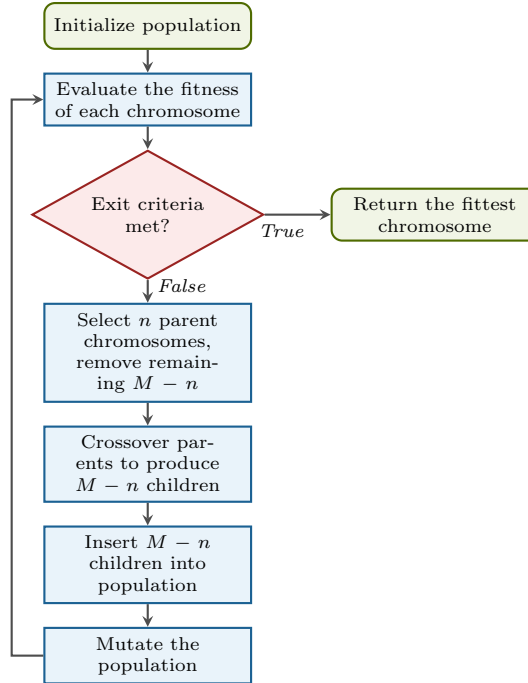 Initialize population
Evaluate the fitness
of each chromosome
Exit criteria
met?
True
Return the fittest
chromosome
False
Select n parent
chromosomes,
remove remain-
ing M − n
Crossover par-
ents to produce
M − n children
Insert M − n
children into
population
Mutate the
population